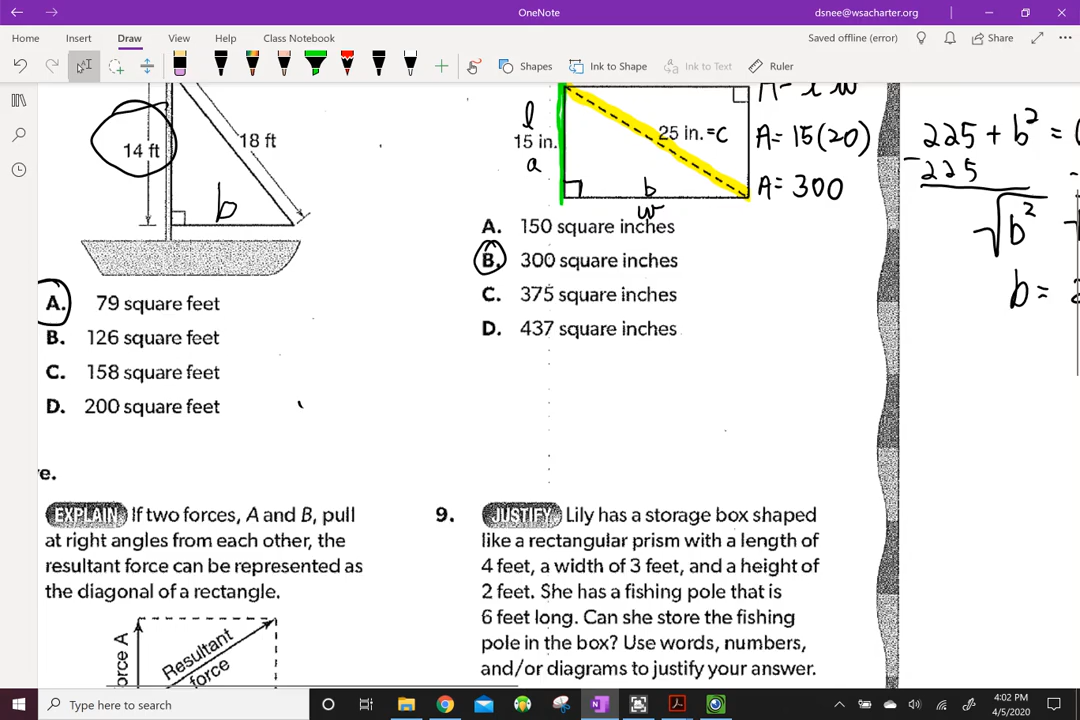 OneNote
dsnee@wsacharter.org
Home Insert Draw View Help Class Notebook
Saved offline (error)
Share
Shapes
Ink to Shape
Ink to Text
Ruler
14 ft
18 ft
b
l
15 in.
a
25 in. =c
b
w
A = l w
A = 15(20)
A = 300
225 + b² =
-225
√b²
b =
A. 79 square feet
B. 126 square feet
C. 158 square feet
D. 200 square feet
A. 150 square inches
B. 300 square inches
C. 375 square inches
D. 437 square inches
e.
EXPLAIN If two forces, A and B, pull
at right angles from each other, the
resultant force can be represented as
the diagonal of a rectangle.
orce A
Resultant
force
9. JUSTIFY Lily has a storage box shaped
like a rectangular prism with a length of
4 feet, a width of 3 feet, and a height of
2 feet. She has a fishing pole that is
6 feet long. Can she store the fishing
pole in the box? Use words, numbers,
and/or diagrams to justify your answer.
Type here to search
4:02 PM
4/5/2020